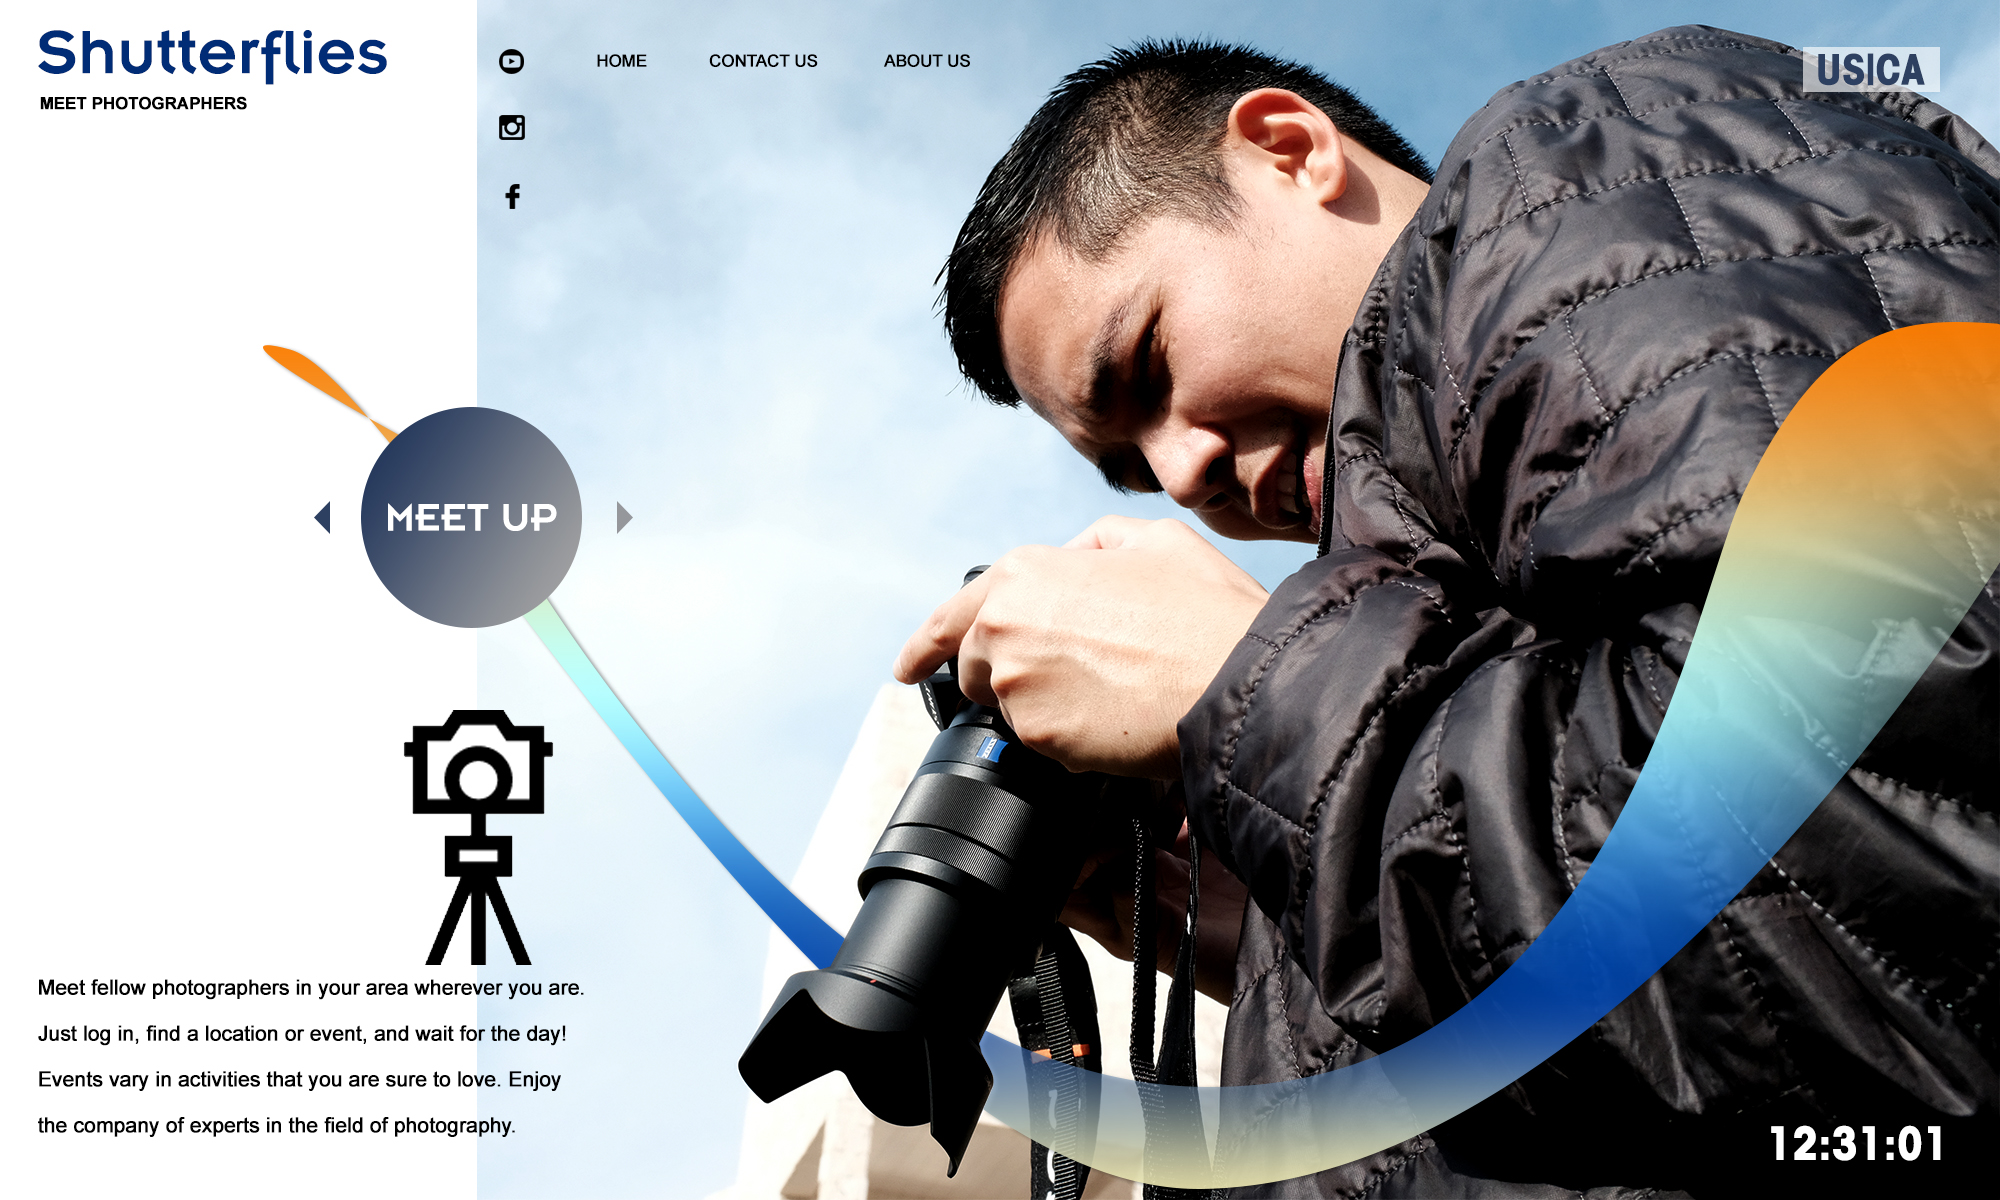 Shutterflies
MEET PHOTOGRAPHERS
HOME
CONTACT US
ABOUT US
USICA
MEET UP
ZEISS
Meet fellow photographers in your area wherever you are.
Just log in, find a location or event, and wait for the day!
Events vary in activities that you are sure to love. Enjoy
the company of experts in the field of photography.
12:31:01